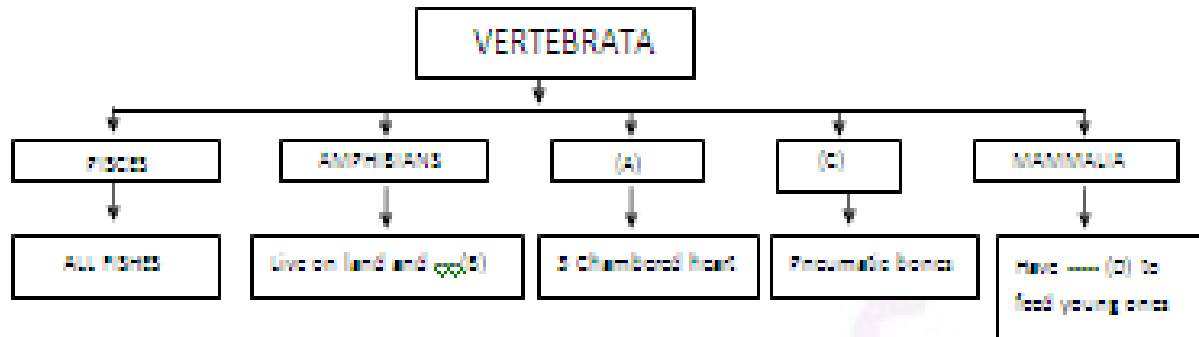 VERTEBRATA
PISCES
AMPHIBIANS
(A)
(C)
MAMMALIA
ALL FISHES
Live on land and (B)
3 Chambered heart
Pneumatic bones
Have ---- (D) to
feed young ones